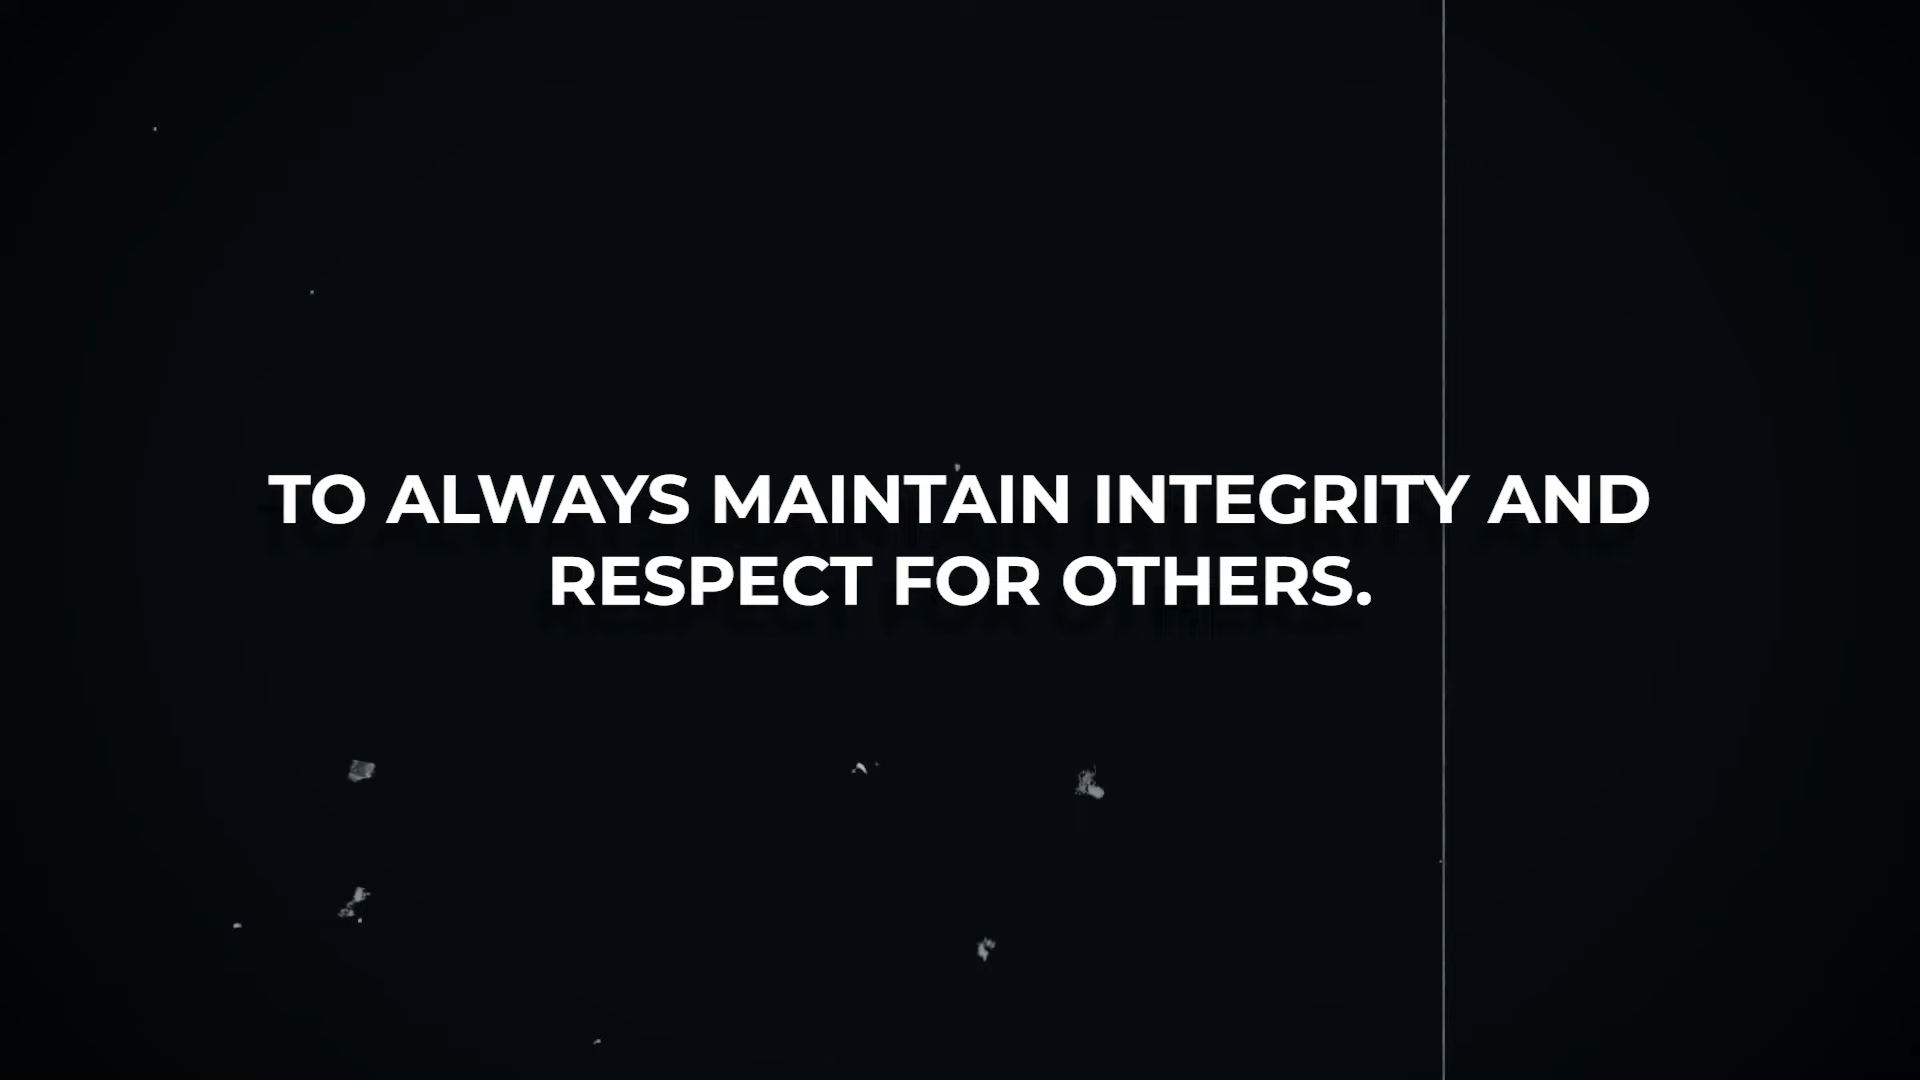 TO ALWAYS MAINTAIN INTEGRITY AND
RESPECT FOR OTHERS.